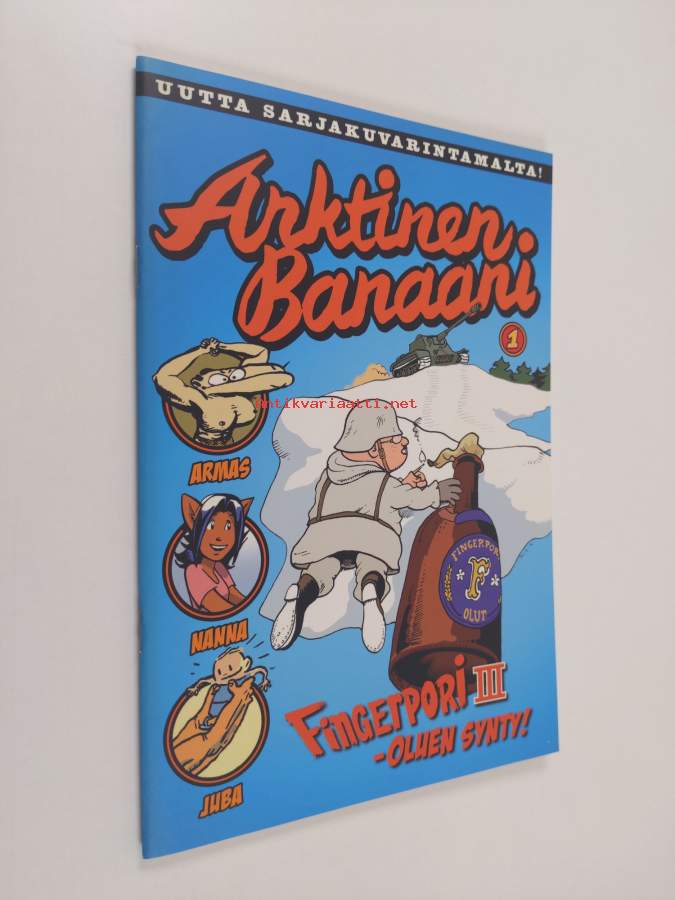 UUTTA SARJAKUVARINTAMALTA!
Arktinen
Banaani
1
Antikvariaatti.net
ARMAS
NANNA
JUBA
FINGERPORI
F
OLUT
FINGERPORI III
-OLUEN SYNTY!